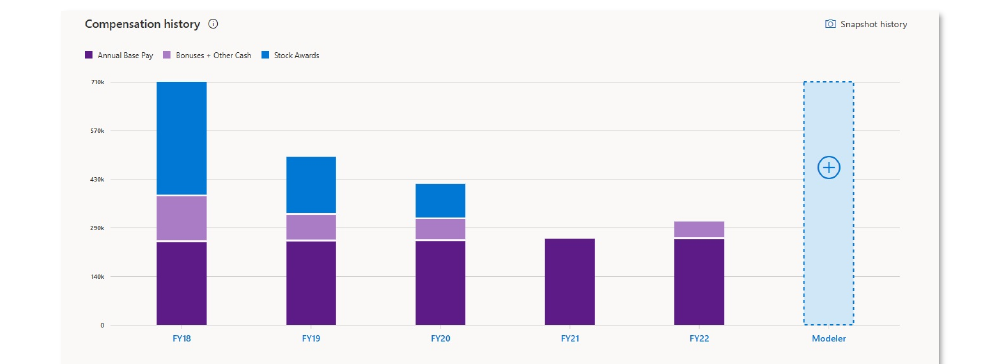 Compensation history
Snapshot history
Annual Base Pay Bonuses + Other Cash Stock Awards
710k
570k
430k
290k
140k
0
FY18 FY19 FY20 FY21 FY22 Modeler